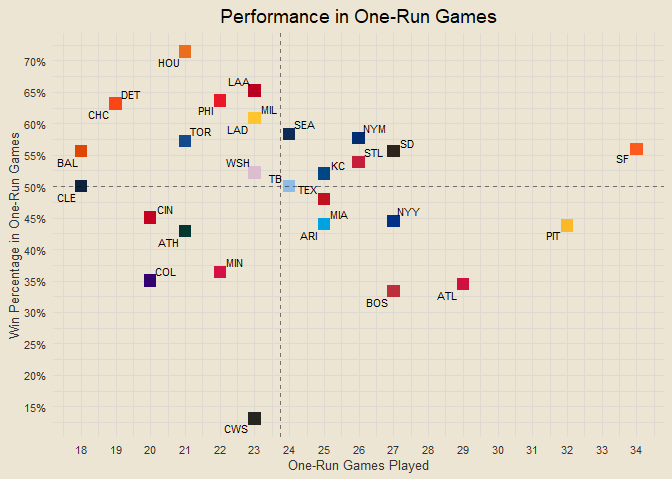 Performance in One-Run Games
Win Percentage in One-Run Games
70%
65%
60%
55%
50%
45%
40%
35%
30%
25%
20%
15%
HOU
LAA
DET
CHC
PHI
MIL
LAD
SEA
NYM
TOR
SD
SF
BAL
STL
WSH
KC
TB
TEX
CLE
CIN
MIA
NYY
ATH
ARI
PIT
MIN
COL
BOS
ATL
CWS
18 19 20 21 22 23 24 25 26 27 28 29 30 31 32 33 34
One-Run Games Played